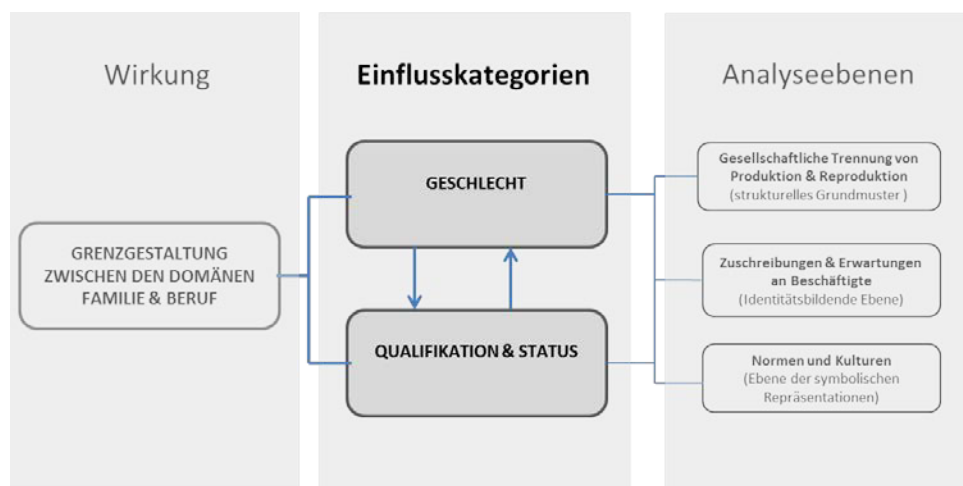 Wirkung
GRENZGESTALTUNG
ZWISCHEN DEN DOMÄNEN
FAMILIE & BERUF
Einflusskategorien
GESCHLECHT
QUALIFIKATION & STATUS
Analyseebenen
Gesellschaftliche Trennung von
Produktion & Reproduktion
(strukturelles Grundmuster )
Zuschreibungen & Erwartungen
an Beschäftigte
(Identitätsbildende Ebene)
Normen und Kulturen
(Ebene der symbolischen
Repräsentationen)